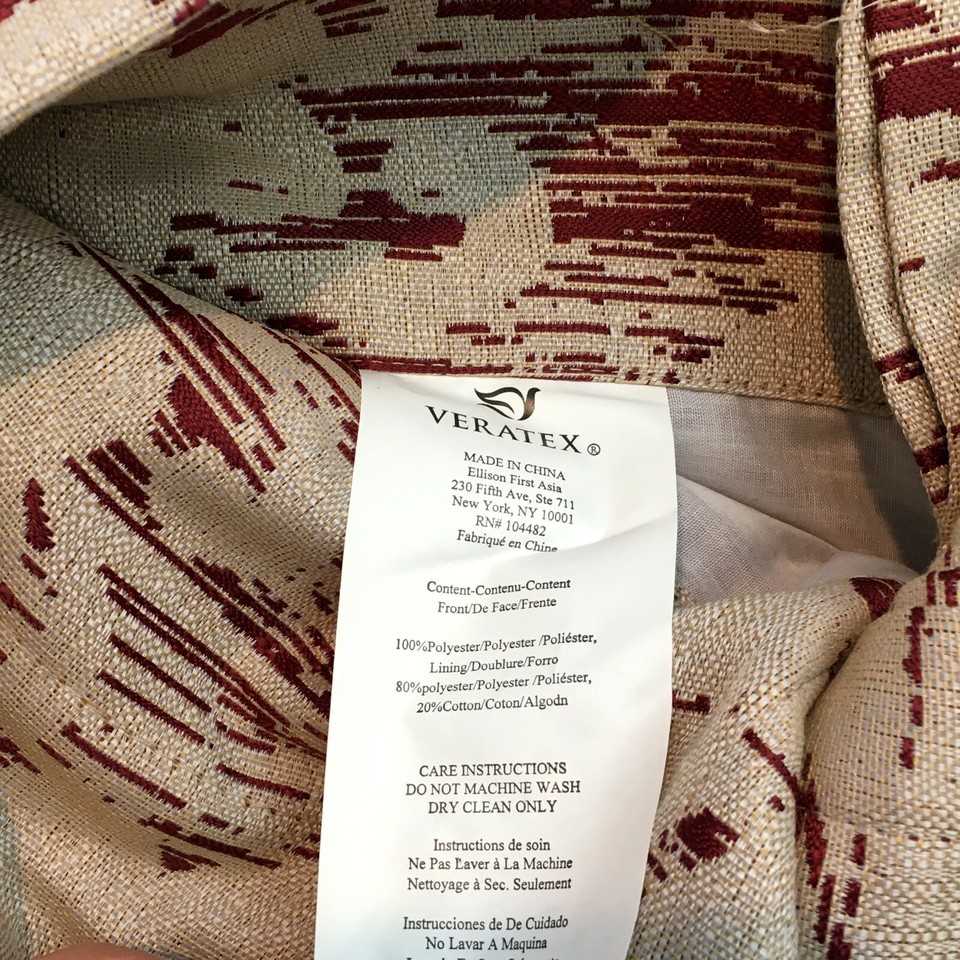 VERATEX®
MADE IN CHINA
Ellison First Asia
230 Fifth Ave, Ste 711
New York, NY 10001
RN# 104482
Fabriqué en Chine
Content-Contenu-Content
Front/De Face/Frente
100%Polyester/Polyester /Poliéster,
Lining/Doublure/Forro
80%polyester/Polyester /Poliéster,
20%Cotton/Coton/Algodn
CARE INSTRUCTIONS
DO NOT MACHINE WASH
DRY CLEAN ONLY
Instructions de soin
Ne Pas Laver à La Machine
Nettoyage à Sec. Seulement
Instrucciones de De Cuidado
No Lavar A Maquina